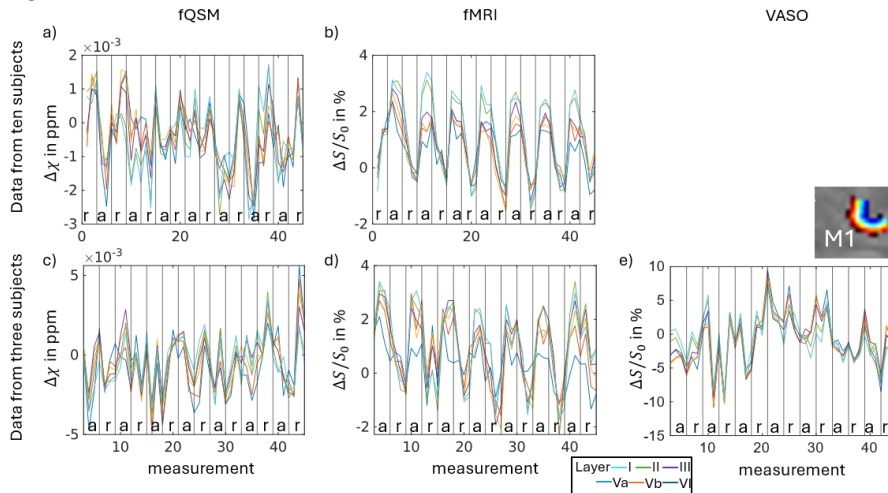 fQSM fMRI VASO
Data from ten subjects
a)
×10⁻³
Δχ in ppm
2
1
0
-1
-2
-3
r a r a r a r a r a r
0 20 40
b)
ΔS/S₀ in %
4
2
0
-2
r a r a r a r a r a r
0 20 40
M1
Data from three subjects
c)
×10⁻³
Δχ in ppm
5
0
-5
a r a r a r a r a r
10 20 30 40
measurement
d)
ΔS/S₀ in %
4
2
0
-2
a r a r a r a r a r
10 20 30 40
measurement
e)
ΔS/S₀ in %
10
5
0
-5
-10
-15
a r a r a r a r
10 20 30 40
measurement
Layer I II III
Va Vb VI